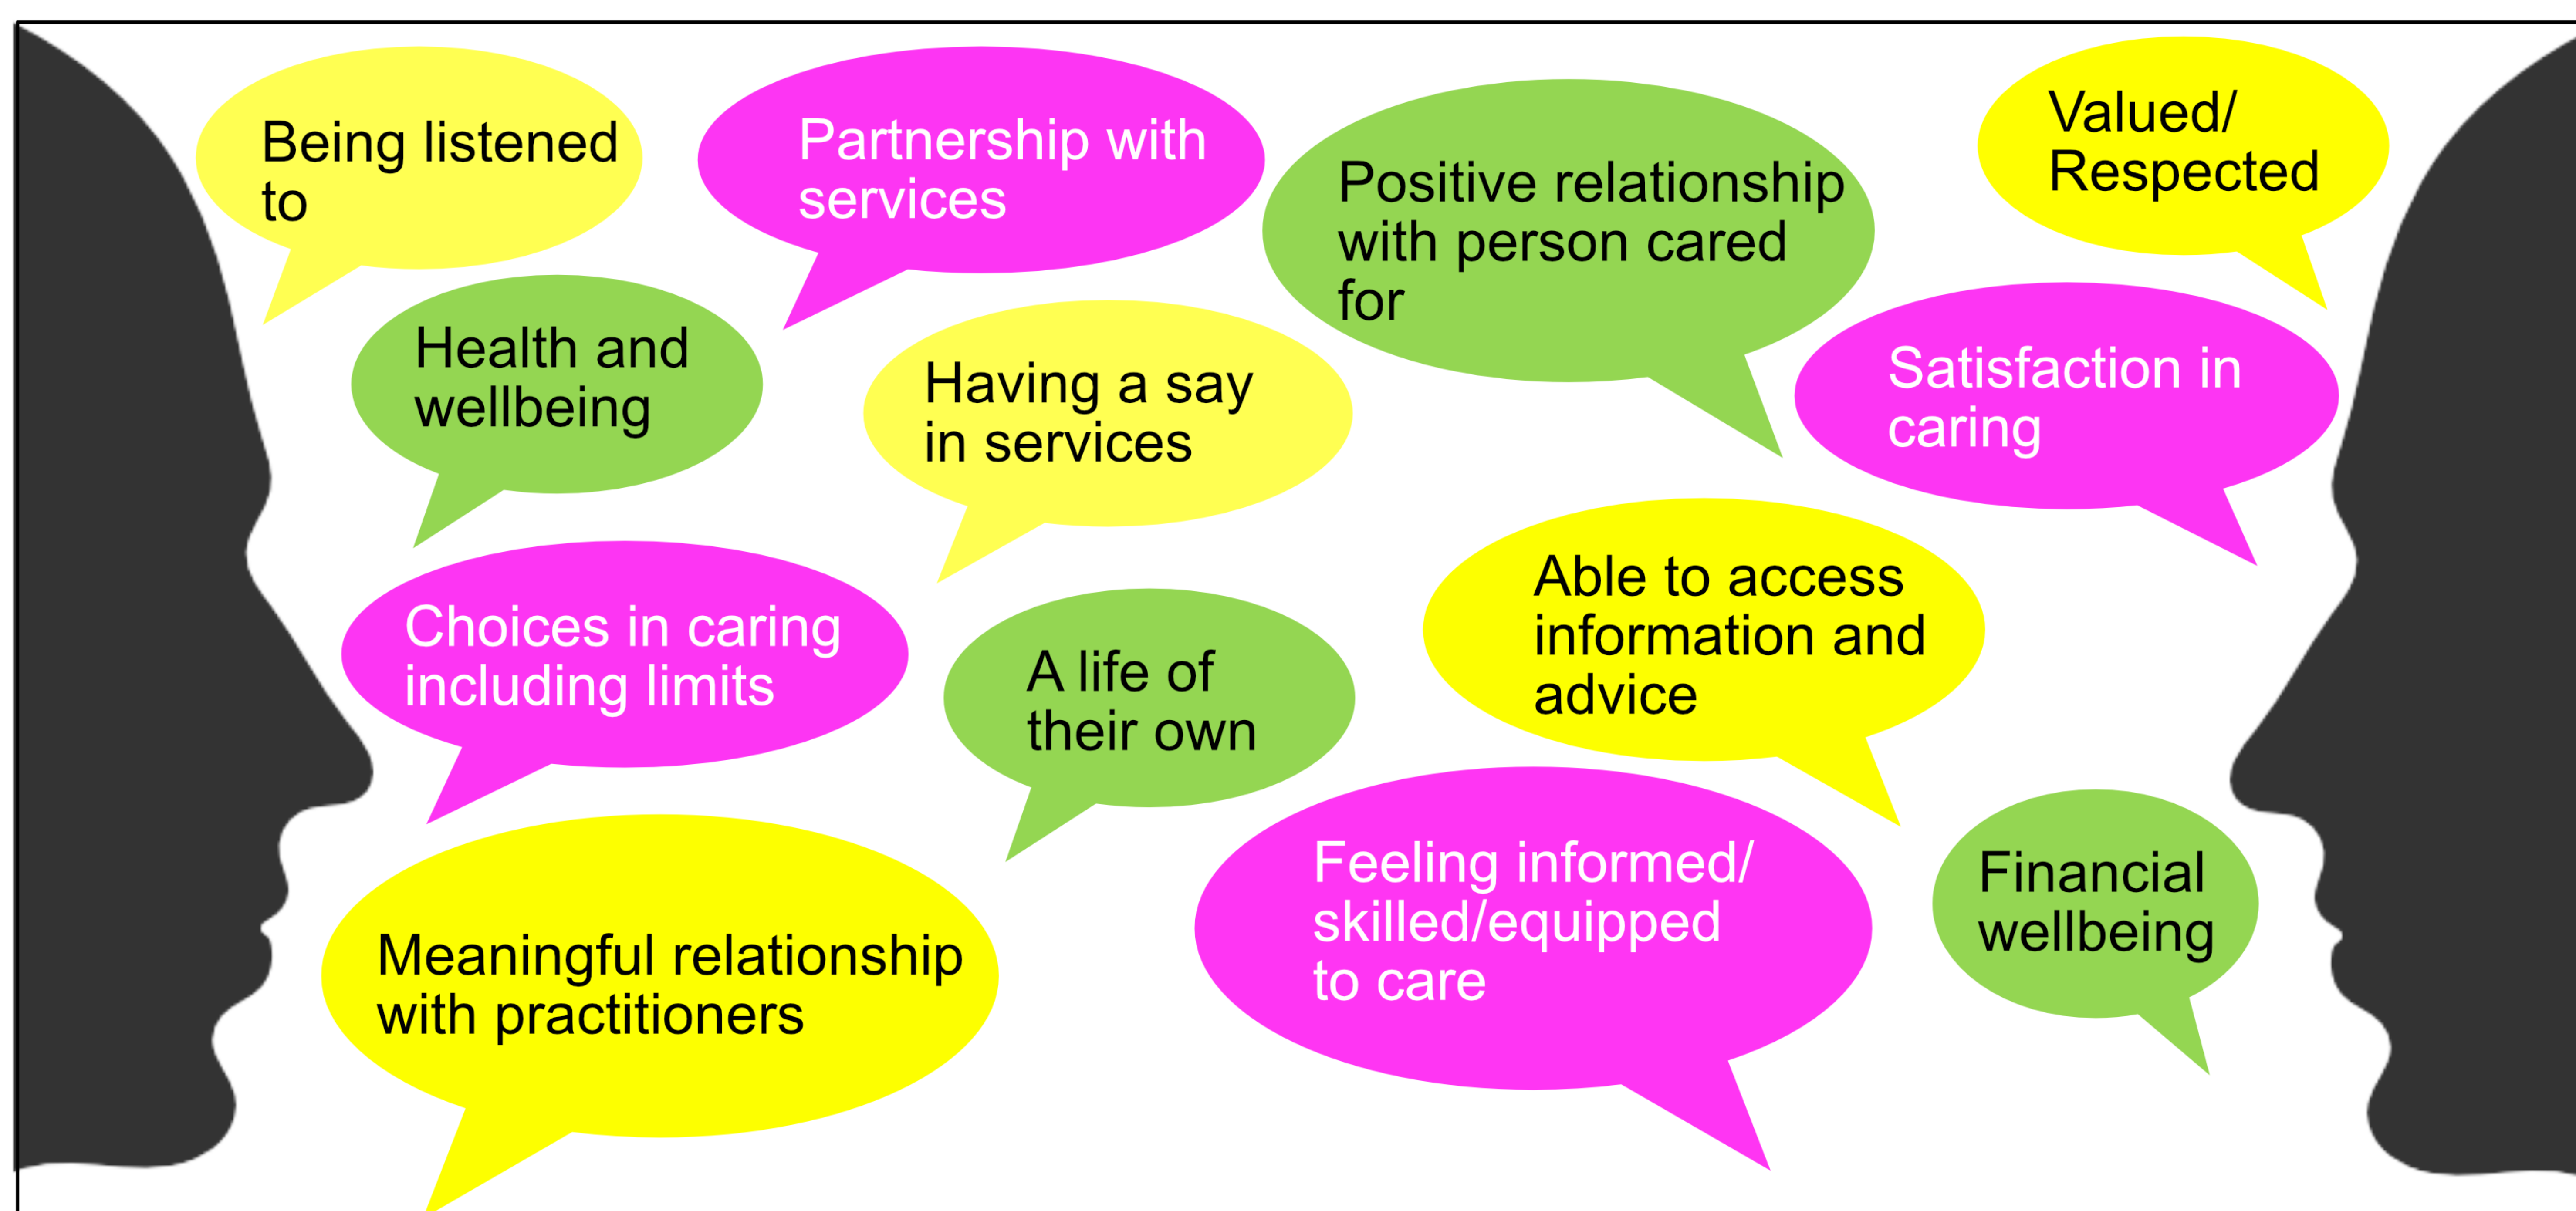 Being listened
to
Partnership with
services
Positive relationship
with person cared
for
Valued/
Respected
Health and
wellbeing
Having a say
in services
Satisfaction in
caring
Choices in caring
including limits
A life of
their own
Able to access
information and
advice
Meaningful relationship
with practitioners
Feeling informed/
skilled/equipped
to care
Financial
wellbeing